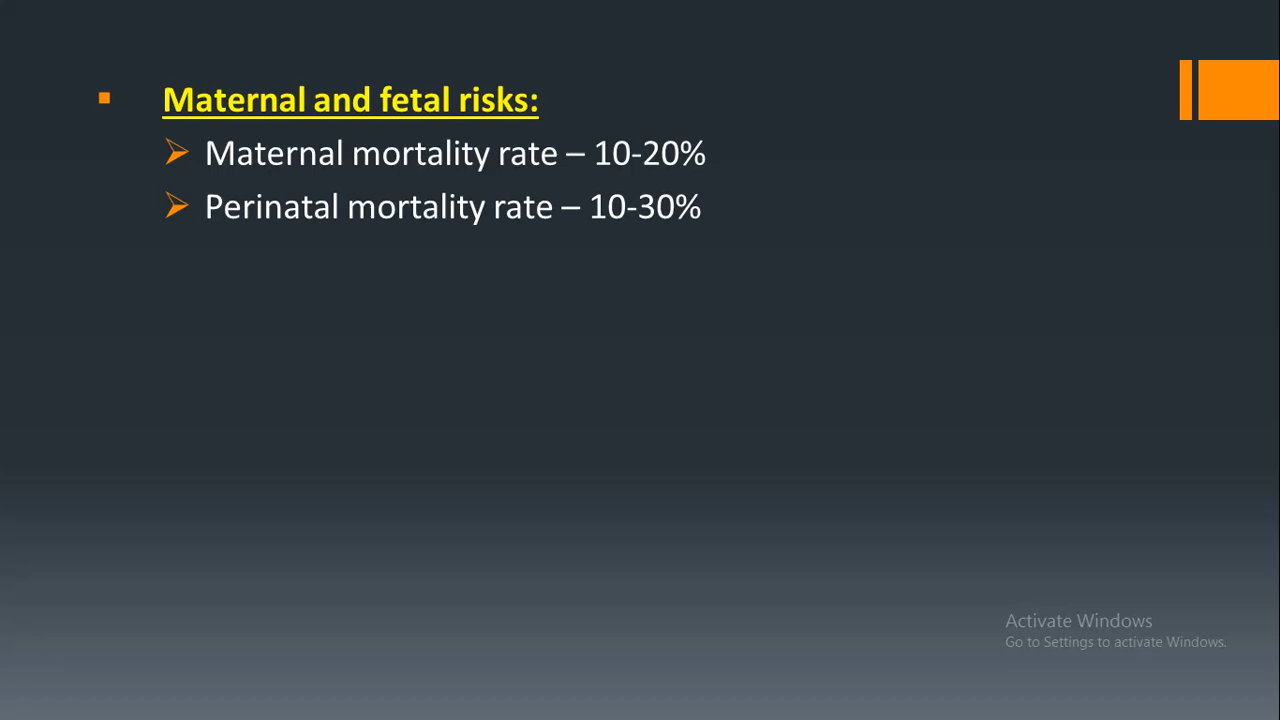 Maternal and fetal risks:
Maternal mortality rate – 10-20%
Perinatal mortality rate – 10-30%
Activate Windows
Go to Settings to activate Windows.